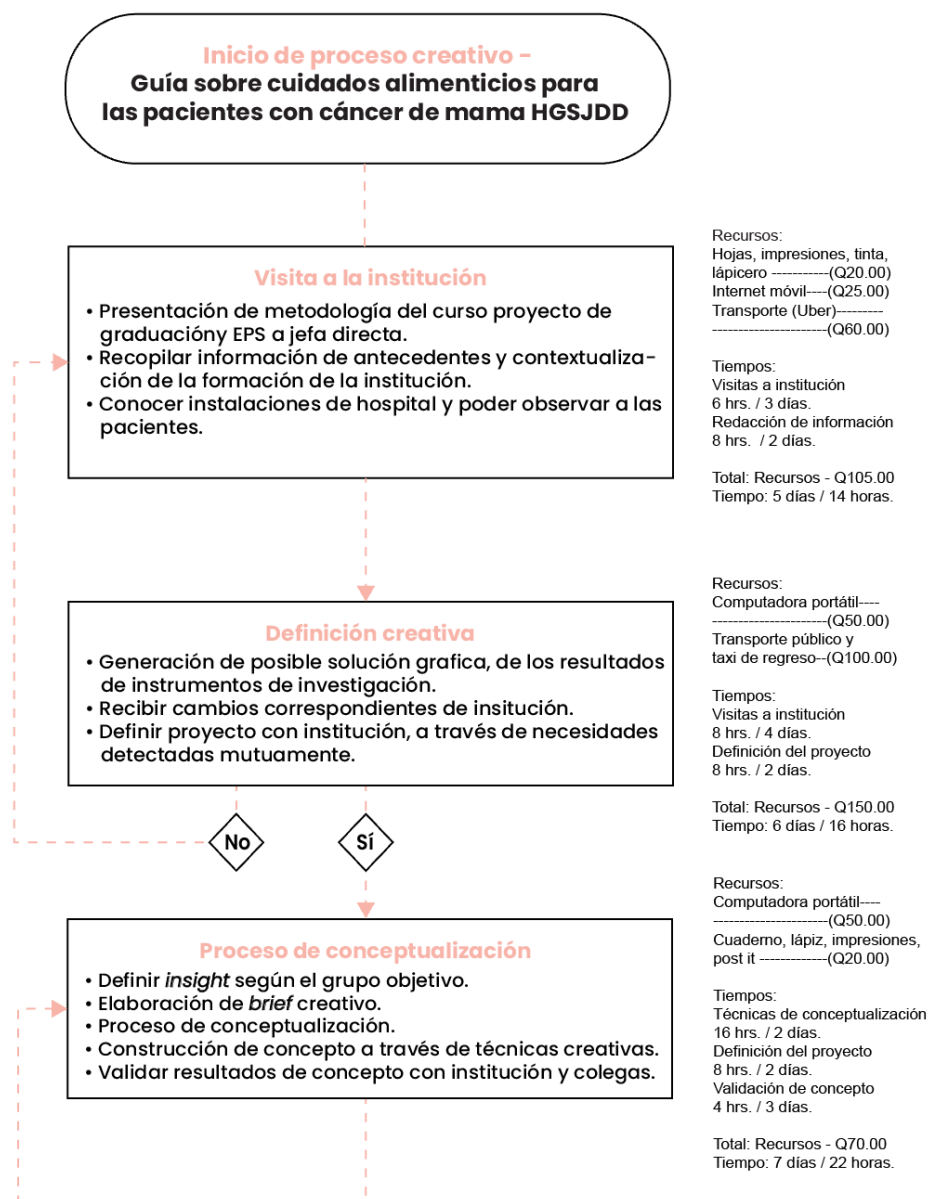 Inicio de proceso creativo –
Guía sobre cuidados alimenticios para
las pacientes con cáncer de mama HGSJDD
Visita a la institución
• Presentación de metodología del curso proyecto de
graduacióny EPS a jefa directa.
• Recopilar información de antecedentes y contextualiza-
ción de la formación de la institución.
• Conocer instalaciones de hospital y poder observar a las
pacientes.
Recursos:
Hojas, impresiones, tinta,
lápicero -----------(Q20.00)
Internet móvil----(Q25.00)
Transporte (Uber)---------
----------------------(Q60.00)
Tiempos:
Visitas a institución
6 hrs. / 3 días.
Redacción de información
8 hrs.  / 2 días.
Total: Recursos - Q105.00
Tiempo: 5 días / 14 horas.
Definición creativa
• Generación de posible solución grafica, de los resultados
de instrumentos de investigación.
• Recibir cambios correspondientes de insitución.
• Definir proyecto con institución, a través de necesidades
detectadas mutuamente.
Recursos:
Computadora portátil----
----------------------(Q50.00)
Transporte público y
taxi de regreso--(Q100.00)
Tiempos:
Visitas a institución
8 hrs. / 4 días.
Definición del proyecto
8 hrs. / 2 días.
Total: Recursos - Q150.00
Tiempo: 6 días / 16 horas.
No
Sí
Proceso de conceptualización
• Definir insight según el grupo objetivo.
• Elaboración de brief creativo.
• Proceso de conceptualización.
• Construcción de concepto a través de técnicas creativas.
• Validar resultados de concepto con institución y colegas.
Recursos:
Computadora portátil----
----------------------(Q50.00)
Cuaderno, lápiz, impresiones,
post it -------------(Q20.00)
Tiempos:
Técnicas de conceptualización
16 hrs. / 2 días.
Definición del proyecto
8 hrs. / 2 días.
Validación de concepto
4 hrs. / 3 días.
Total: Recursos - Q70.00
Tiempo: 7 días / 22 horas.